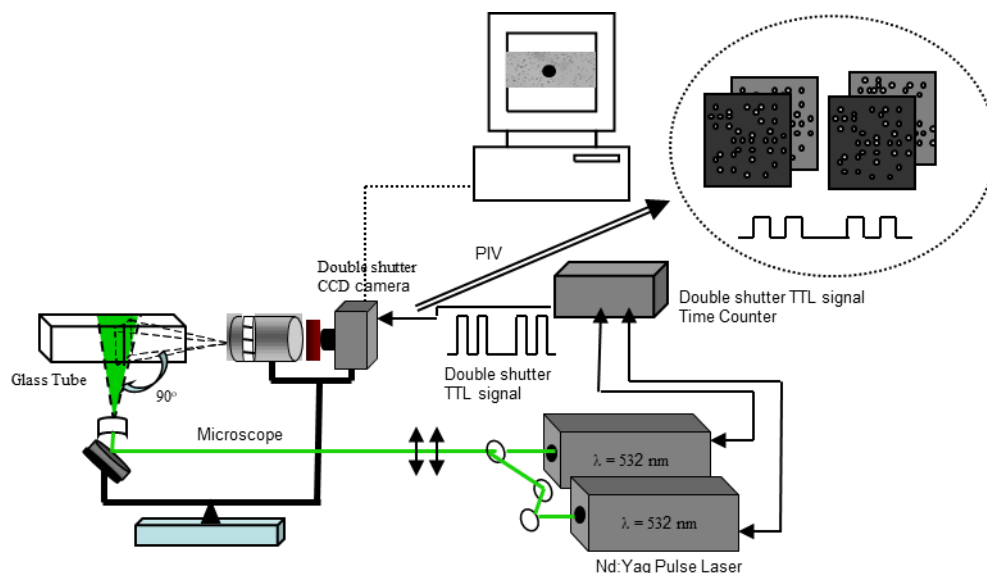 PIV
Double shutter
CCD camera
Double shutter TTL signal
Time Counter
Glass Tube
90°
Double shutter
TTL signal
Microscope
λ = 532 nm
λ = 532 nm
Nd:Yag Pulse Laser